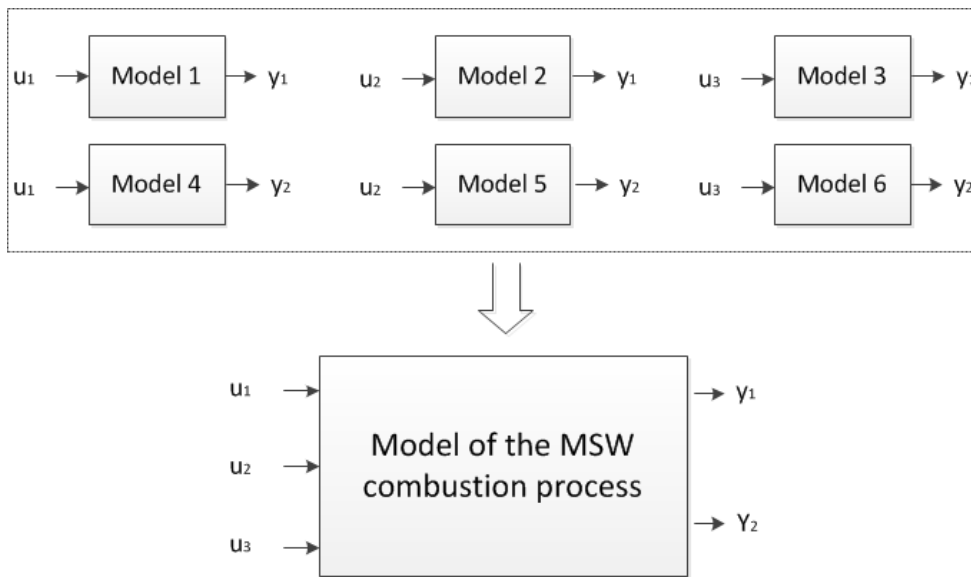 u₁ Model 1 y₁ u₂ Model 2 y₁ u₃ Model 3
u₁ Model 4 y₂ u₂ Model 5 y₂ u₃ Model 6 y₂
u₁ y₁
Model of the MSW
u₂
combustion process
u₃ Y₂